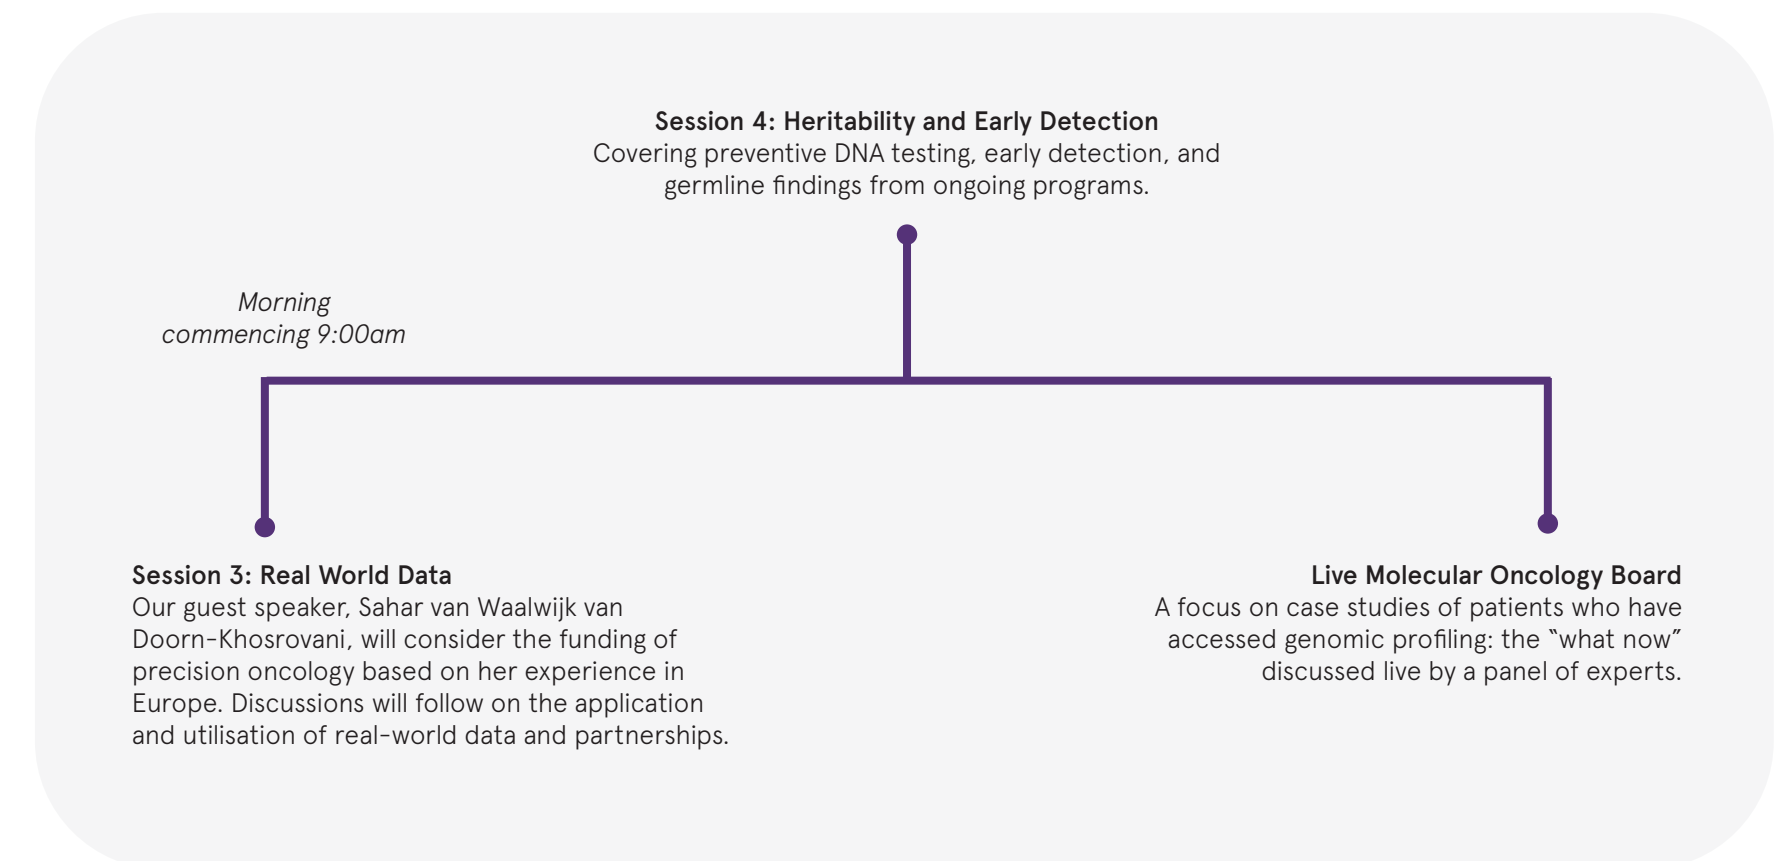 Session 4: Heritability and Early Detection
Covering preventive DNA testing, early detection, and
germline findings from ongoing programs.
Morning
commencing 9:00am
Session 3: Real World Data
Our guest speaker, Sahar van Waalwijk van
Doorn-Khosrovani, will consider the funding of
precision oncology based on her experience in
Europe. Discussions will follow on the application
and utilisation of real-world data and partnerships.
Live Molecular Oncology Board
A focus on case studies of patients who have
accessed genomic profiling: the “what now”
discussed live by a panel of experts.